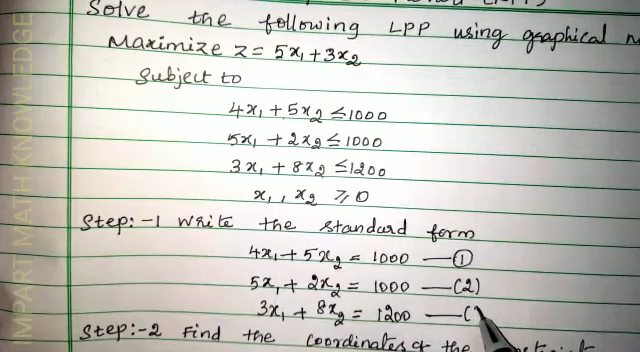 Solve the following LPP using graphical
Maximize z = 5x₁ + 3x₂
Subject to
4x₁ + 5x₂ ≤ 1000
5x₁ + 2x₂ ≤ 1000
3x₁ + 8x₂ ≤ 1200
x₁, x₂ ≥ 0
Step:-1 Write the standard form
4x₁ + 5x₂ = 1000 —①
5x₁ + 2x₂ = 1000 —(2)
3x₁ + 8x₂ = 1200 —(
Step:-2 Find the coordinates of the
IMPART MATH KNOWLEDGE